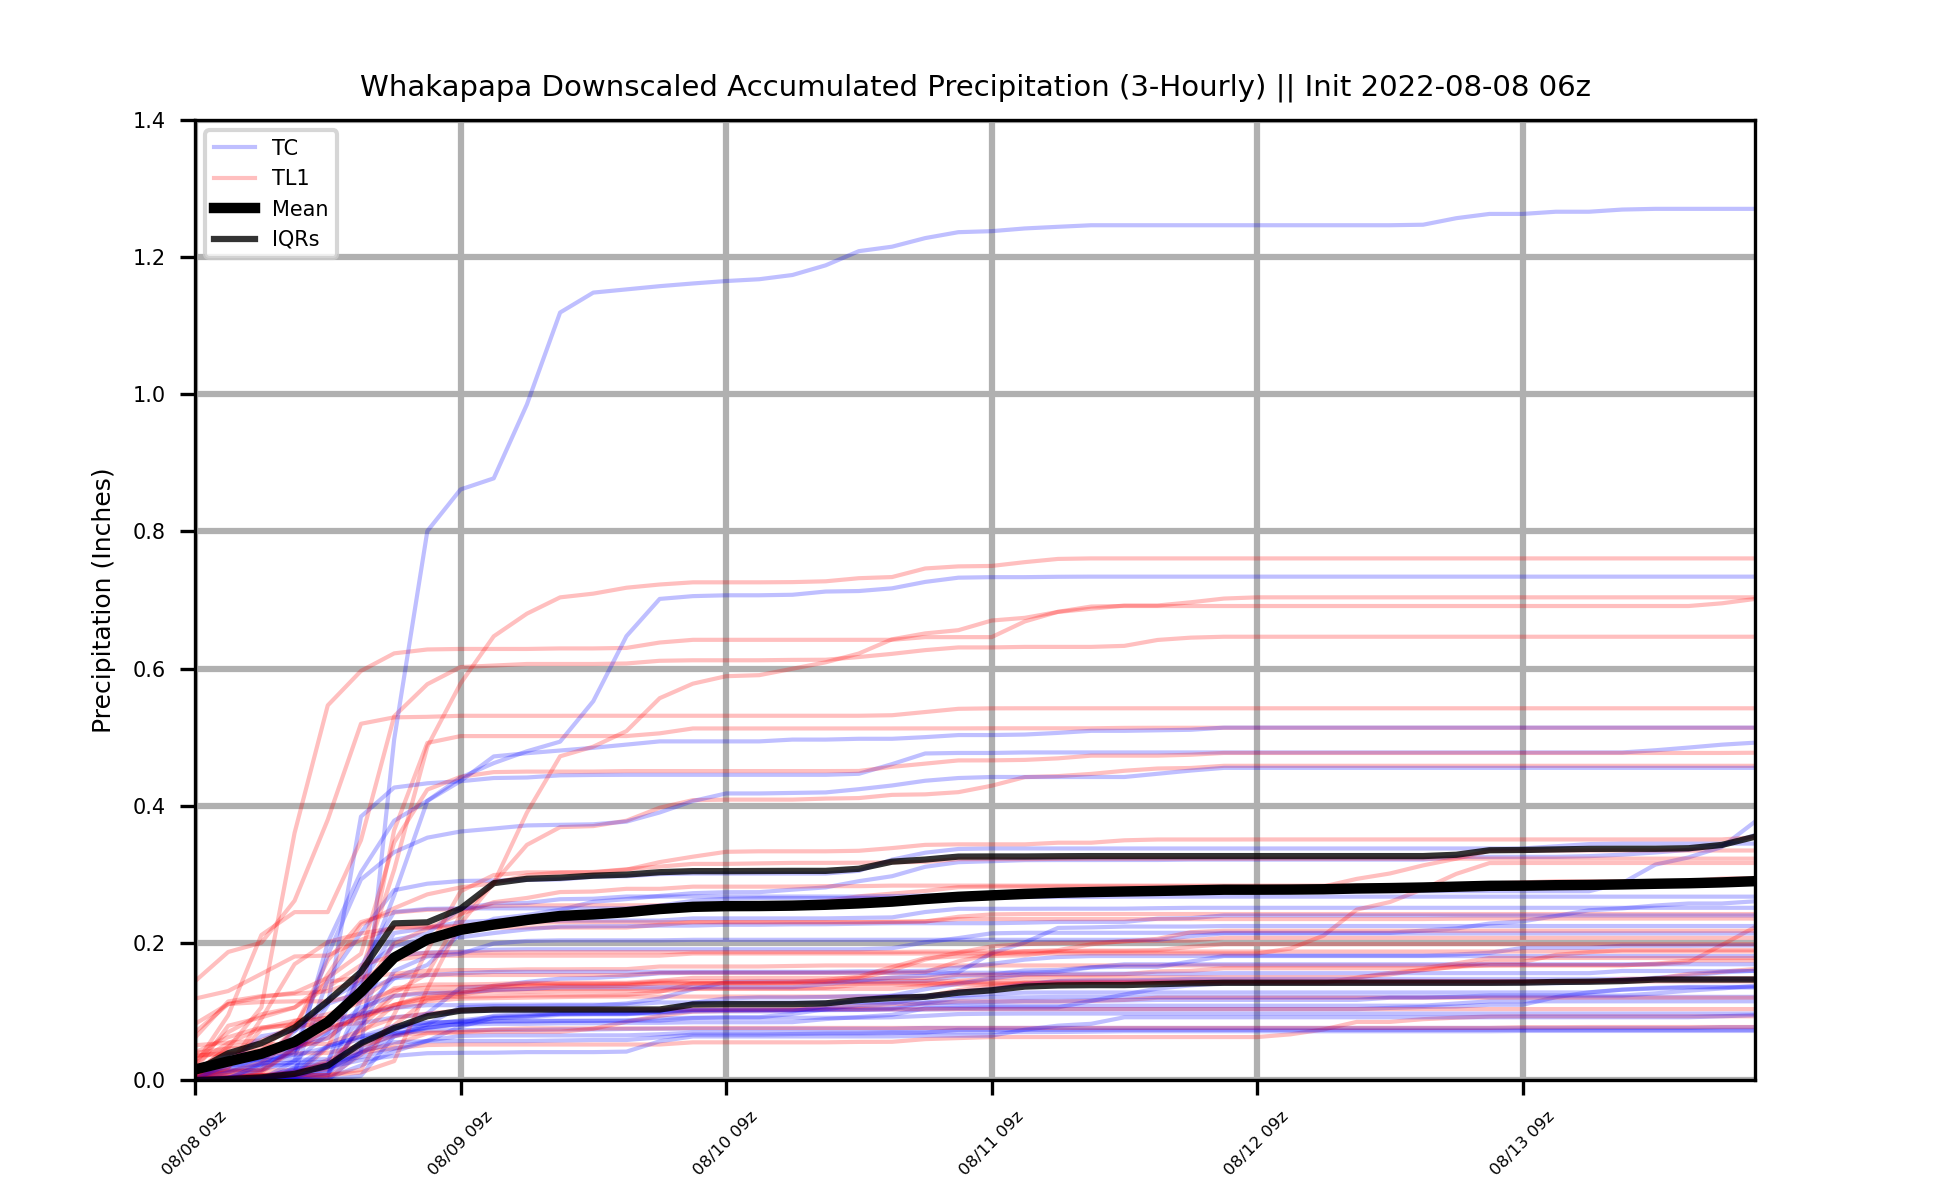 Whakapapa Downscaled Accumulated Precipitation (3-Hourly) || Init 2022-08-08 06z
1.4
1.2
1.0
0.8
0.6
0.4
0.2
0.0
Precipitation (Inches)
TC
TL1
Mean
IQRs
08/08 09z
08/09 09z
08/10 09z
08/11 09z
08/12 09z
08/13 09z